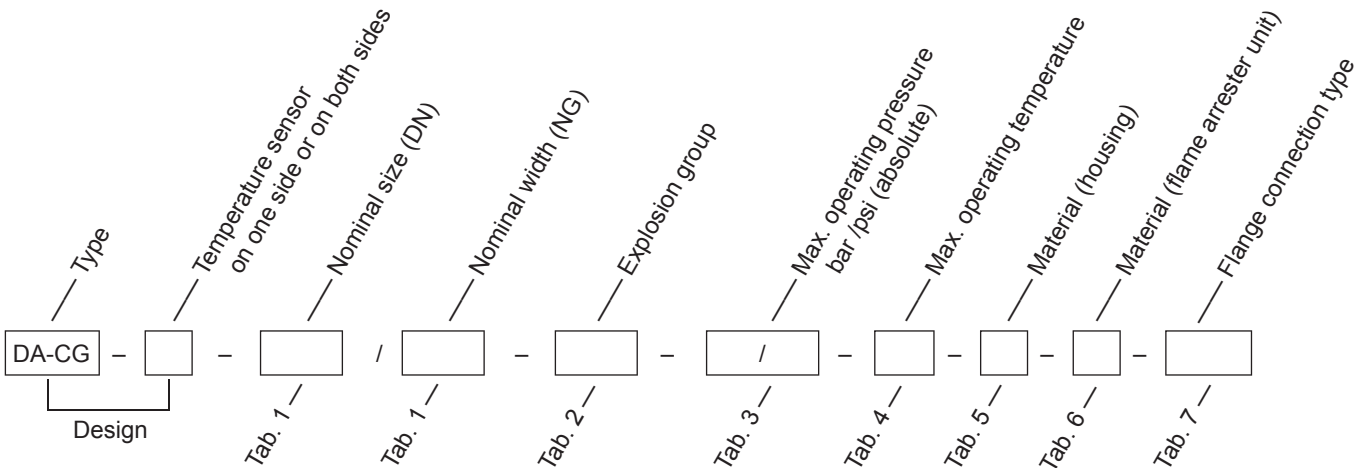 Type
Temperature sensor
on one side or on both sides
Nominal size (DN)
Nominal width (NG)
Explosion group
Max. operating pressure
bar /psi (absolute)
Max. operating temperature
Material (housing)
Material (flame arrester unit)
Flange connection type
DA-CG – – / – – / – – – –
Design
Tab. 1
Tab. 1
Tab. 2
Tab. 3
Tab. 4
Tab. 5
Tab. 6
Tab. 7